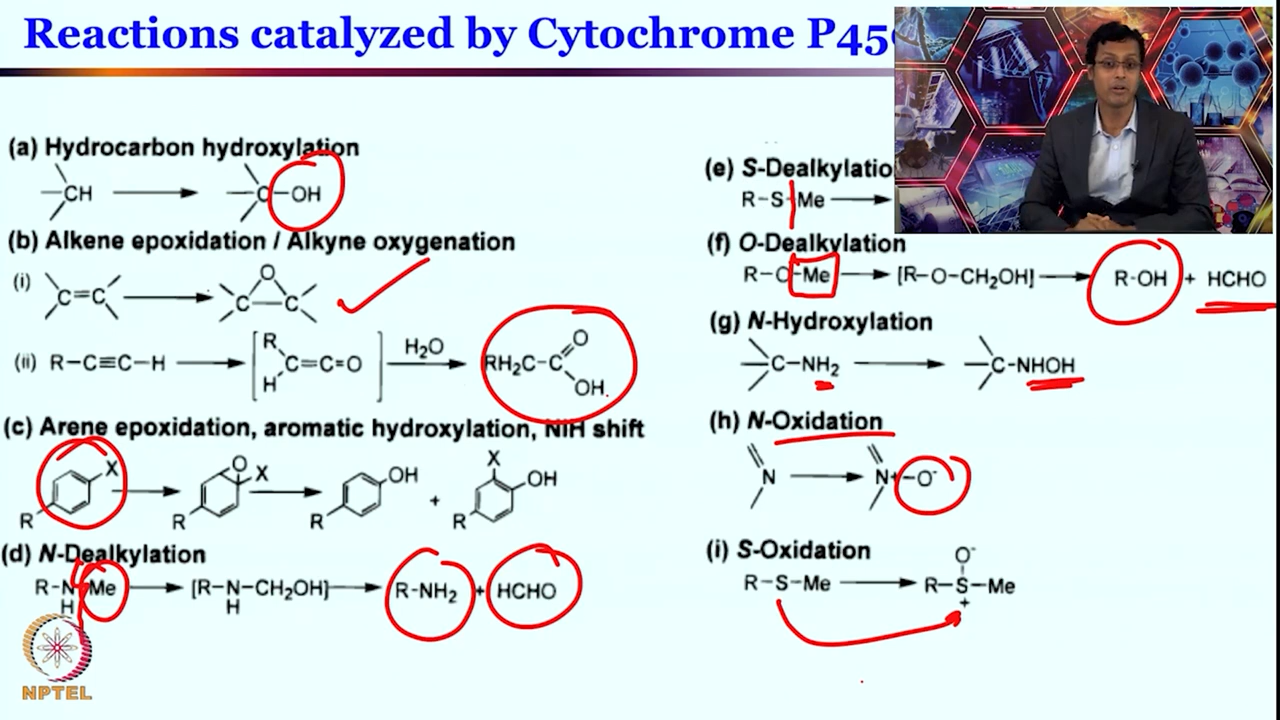 Reactions catalyzed by Cytochrome P45
(a) Hydrocarbon hydroxylation
CH
C-OH
(b) Alkene epoxidation / Alkyne oxygenation
(i) C=C
O
C C
(ii) R-C≡C-H
R
H
C=C=O
H₂O
RH₂C-C
O
OH.
(c) Arene epoxidation, aromatic hydroxylation, NIH shift
X
R
O
X
R
OH
R
+
X
OH
R
(d) N-Dealkylation
R-N-Me
H
[R-N-CH₂OH]
H
R-NH₂ + HCHO
(e) S-Dealkylatio
R-S-Me
(f) O-Dealkylation
R-O-Me
[R-O-CH₂OH]
R-OH + HCHO
(g) N-Hydroxylation
C-NH₂
C-NHOH
(h) N-Oxidation
N
N+-O⁻
(i) S-Oxidation
R-S-Me
O⁻
R-S-Me
+
NPTEL